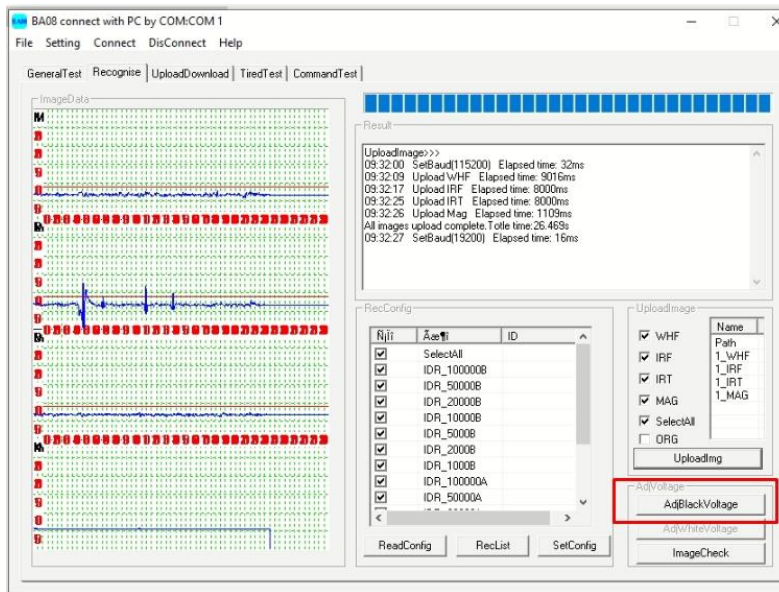 BA08 connect with PC by COM:COM 1
File Setting Connect DisConnect Help
GeneralTest Recognise UploadDownload TiredTest CommandTest
ImageData
Result
UploadImage>>>
09:32:00 SetBaud(115200) Elapsed time: 32ms
09:32:09 Upload WHF Elapsed time: 9016ms
09:32:17 Upload IRF Elapsed time: 8000ms
09:32:25 Upload IRT Elapsed time: 8000ms
09:32:26 Upload Mag Elapsed time: 1109ms
All images upload complete.Totle time:26.469s
09:32:27 SetBaud(19200) Elapsed time: 16ms
RecConfig
ID
SelectAll
IDR_100000B
IDR_50000B
IDR_20000B
IDR_10000B
IDR_5000B
IDR_2000B
IDR_1000B
IDR_100000A
IDR_50000A
ReadConfig RecList SetConfig
UploadImage
WHF
IRF
IRT
MAG
SelectAll
ORG
Name
Path
1_WHF
1_IRF
1_IRT
1_MAG
UploadImg
AdjVoltage
AdjBlackVoltage
AdjWhiteVoltage
ImageCheck